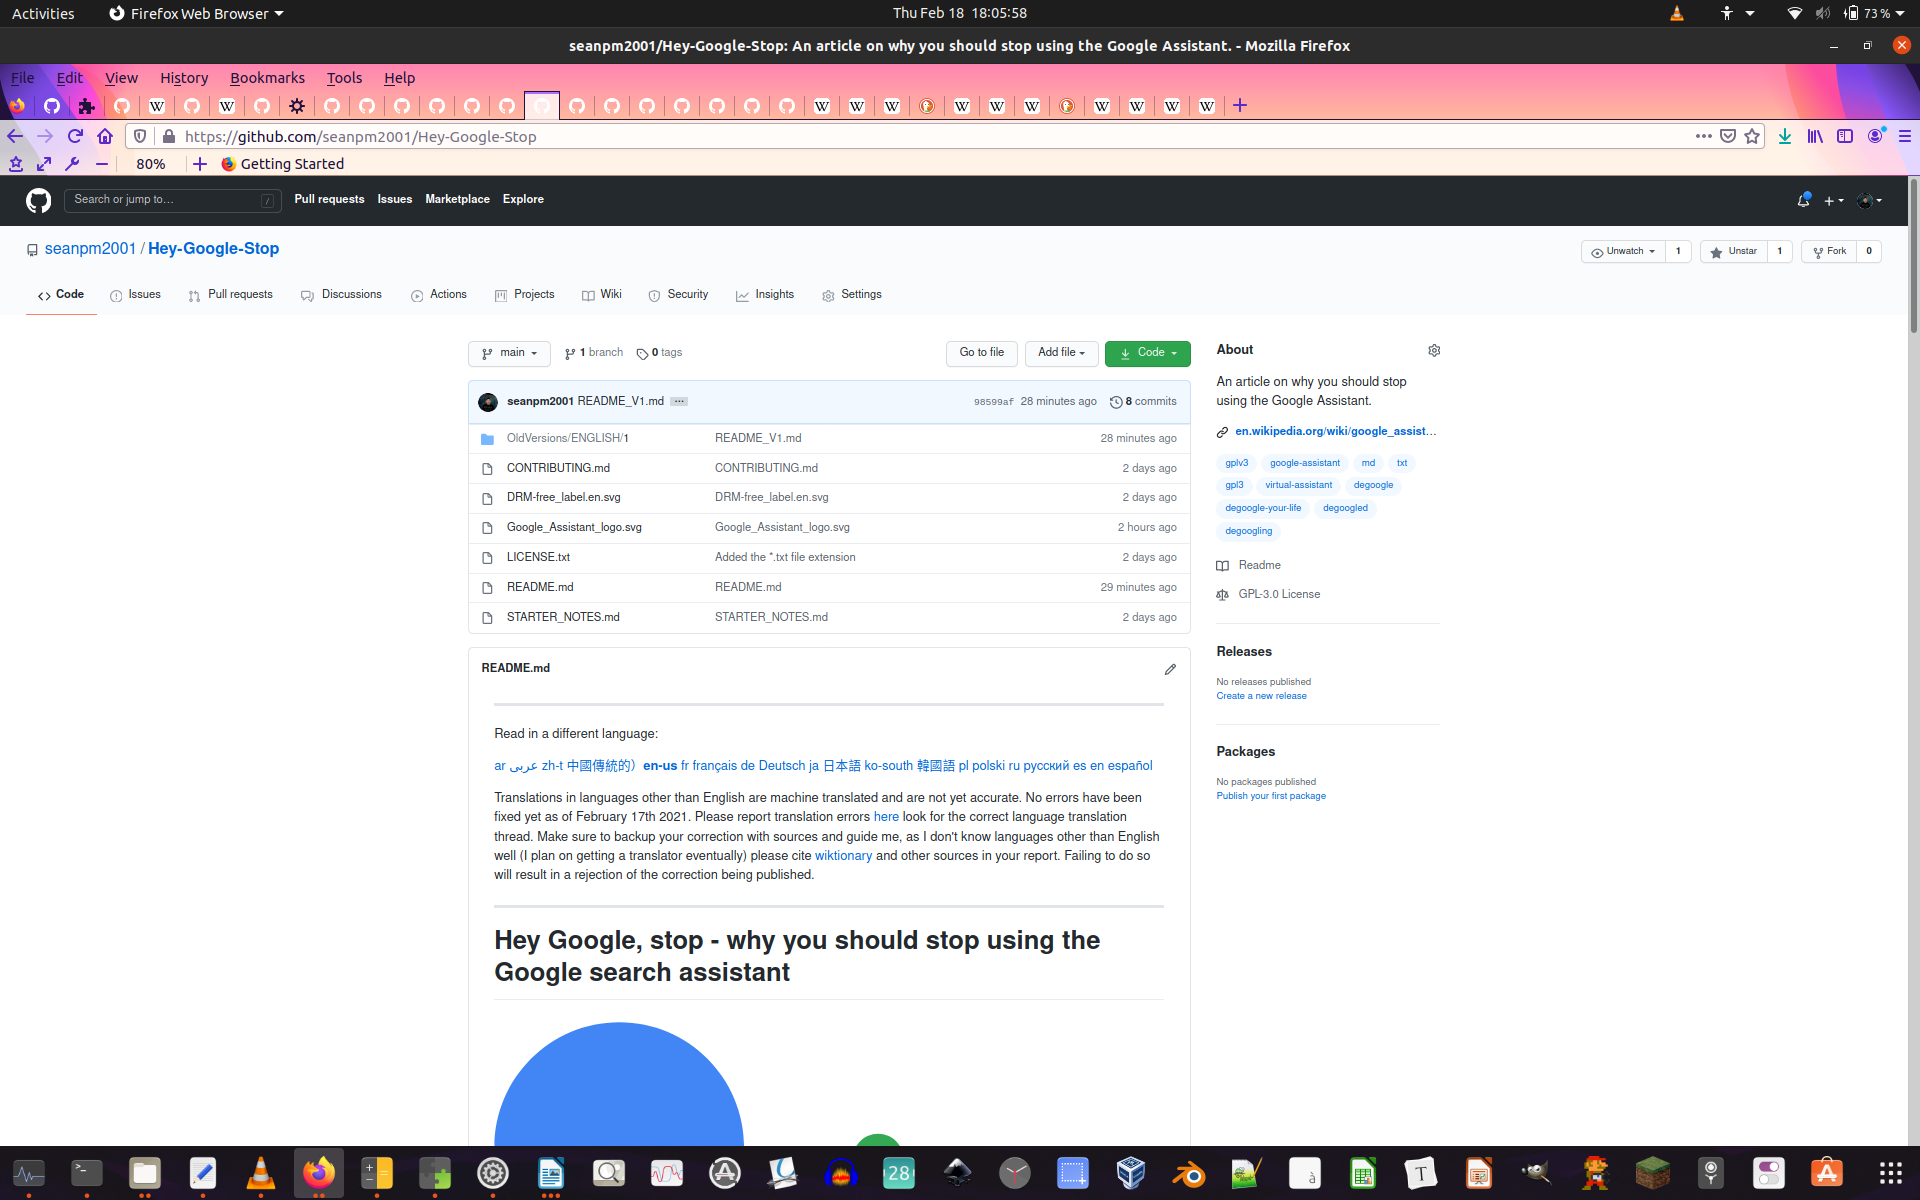 Activities
Firefox Web Browser
Thu Feb 18  18:05:58
73 %
seanpm2001/Hey-Google-Stop: An article on why you should stop using the Google Assistant. - Mozilla Firefox
File Edit View History Bookmarks Tools Help
https://github.com/seanpm2001/Hey-Google-Stop
80%
Getting Started
Search or jump to…
/
Pull requests Issues Marketplace Explore
seanpm2001 / Hey-Google-Stop
Unwatch 1
Unstar 1
Fork 0
Code Issues Pull requests Discussions Actions Projects Wiki Security Insights Settings
main
1 branch
0 tags
Go to file
Add file
Code
seanpm2001 README_V1.md
98599af 28 minutes ago
8 commits
OldVersions/ENGLISH/1 README_V1.md 28 minutes ago
CONTRIBUTING.md CONTRIBUTING.md 2 days ago
DRM-free_label.en.svg DRM-free_label.en.svg 2 days ago
Google_Assistant_logo.svg Google_Assistant_logo.svg 2 hours ago
LICENSE.txt Added the *.txt file extension 2 days ago
README.md README.md 29 minutes ago
STARTER_NOTES.md STARTER_NOTES.md 2 days ago
README.md
Read in a different language:
ar عربى zh-t 中國傳統的）en-us fr français de Deutsch ja 日本語 ko-south 韓國語 pl polski ru русский es en español
Translations in languages other than English are machine translated and are not yet accurate. No errors have been
fixed yet as of February 17th 2021. Please report translation errors here look for the correct language translation
thread. Make sure to backup your correction with sources and guide me, as I don't know languages other than English
well (I plan on getting a translator eventually) please cite wiktionary and other sources in your report. Failing to do so
will result in a rejection of the correction being published.
Hey Google, stop - why you should stop using the
Google search assistant
About
An article on why you should stop
using the Google Assistant.
en.wikipedia.org/wiki/google_assist…
gplv3 google-assistant md txt
gpl3 virtual-assistant degoogle
degoogle-your-life degoogled
degoogling
Readme
GPL-3.0 License
Releases
No releases published
Create a new release
Packages
No packages published
Publish your first package
28